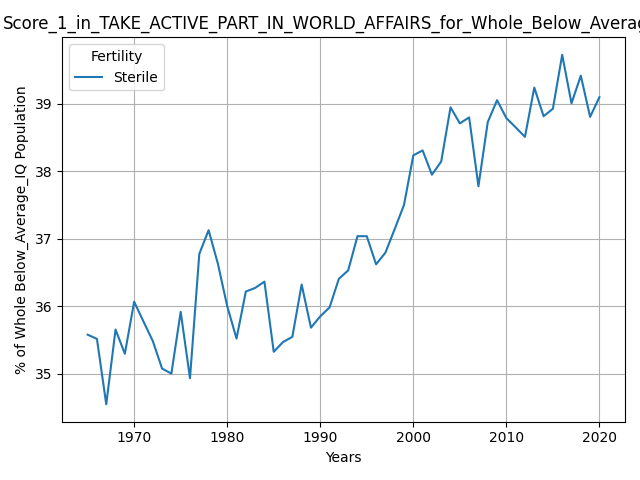 Score_1_in_TAKE_ACTIVE_PART_IN_WORLD_AFFAIRS_for_Whole_Below_Averag
Fertility
Sterile
% of Whole Below_Average_IQ Population
39
38
37
36
35
1970 1980 1990 2000 2010 2020
Years